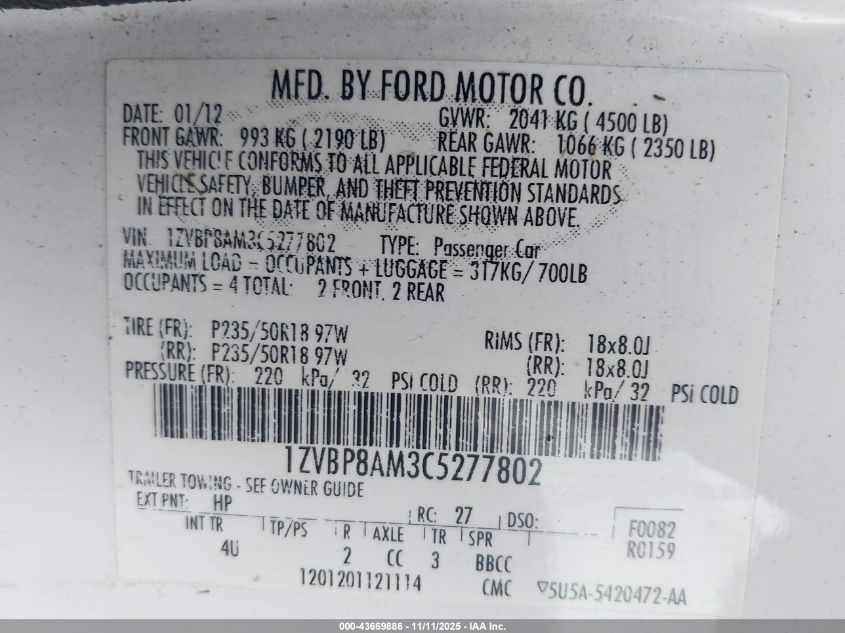 MFD. BY FORD MOTOR CO.
DATE: 01/12 GVWR: 2041 KG ( 4500 LB)
FRONT GAWR: 993 KG ( 2190 LB) REAR GAWR: 1066 KG ( 2350 LB)
THIS VEHICLE CONFORMS TO ALL APPLICABLE FEDERAL MOTOR
VEHICLE SAFETY, BUMPER, AND THEFT PREVENTION STANDARDS
IN EFFECT ON THE DATE OF MANUFACTURE SHOWN ABOVE.
VIN: 1ZVBP8AM3C5277802 TYPE: Passenger Car
MAXIMUM LOAD = OCCUPANTS + LUGGAGE = 317KG/ 700LB
OCCUPANTS = 4 TOTAL: 2 FRONT, 2 REAR
TIRE (FR): P235/50R18 97W RIMS (FR): 18x8.0J
(RR): P235/50R18 97W (RR): 18x8.0J
PRESSURE (FR): 220 kPa/ 32 PSI COLD (RR): 220 kPa/ 32 PSI COLD
1ZVBP8AM3C5277802
TRAILER TOWING - SEE OWNER GUIDE
EXT PNT: HP RC: 27 DSO: F0082
INT TR TP/PS R AXLE TR SPR R0159
4U 2 CC 3 BBCC
1201201121114 CMC 5U5A-5420472-AA
000-43669886 - 11/11/2025 - IAA Inc.